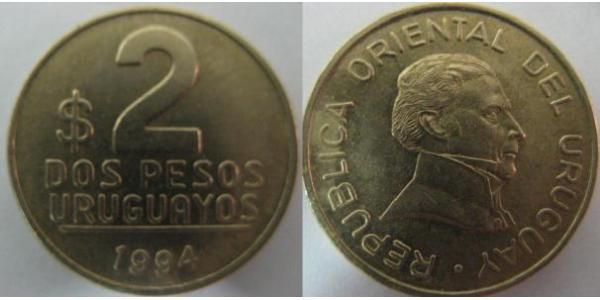 $ 2
DOS PESOS
URUGUAYOS
1994
REPUBLICA ORIENTAL DEL URUGUAY ·